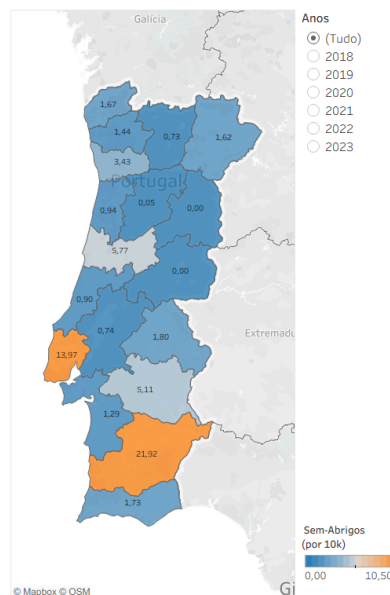 Galícia
Anos
(Tudo)
2018
2019
2020
2021
2022
2023
1,67
1,44
0,73
1,62
3,43
Portugal
0,94
0,05
0,00
5,77
0,00
0,90
0,74
1,80
Extremadu
13,97
5,11
1,29
21,92
1,73
Sem-Abrigos
(por 10k)
0,00
10,50
Gi
© Mapbox © OSM